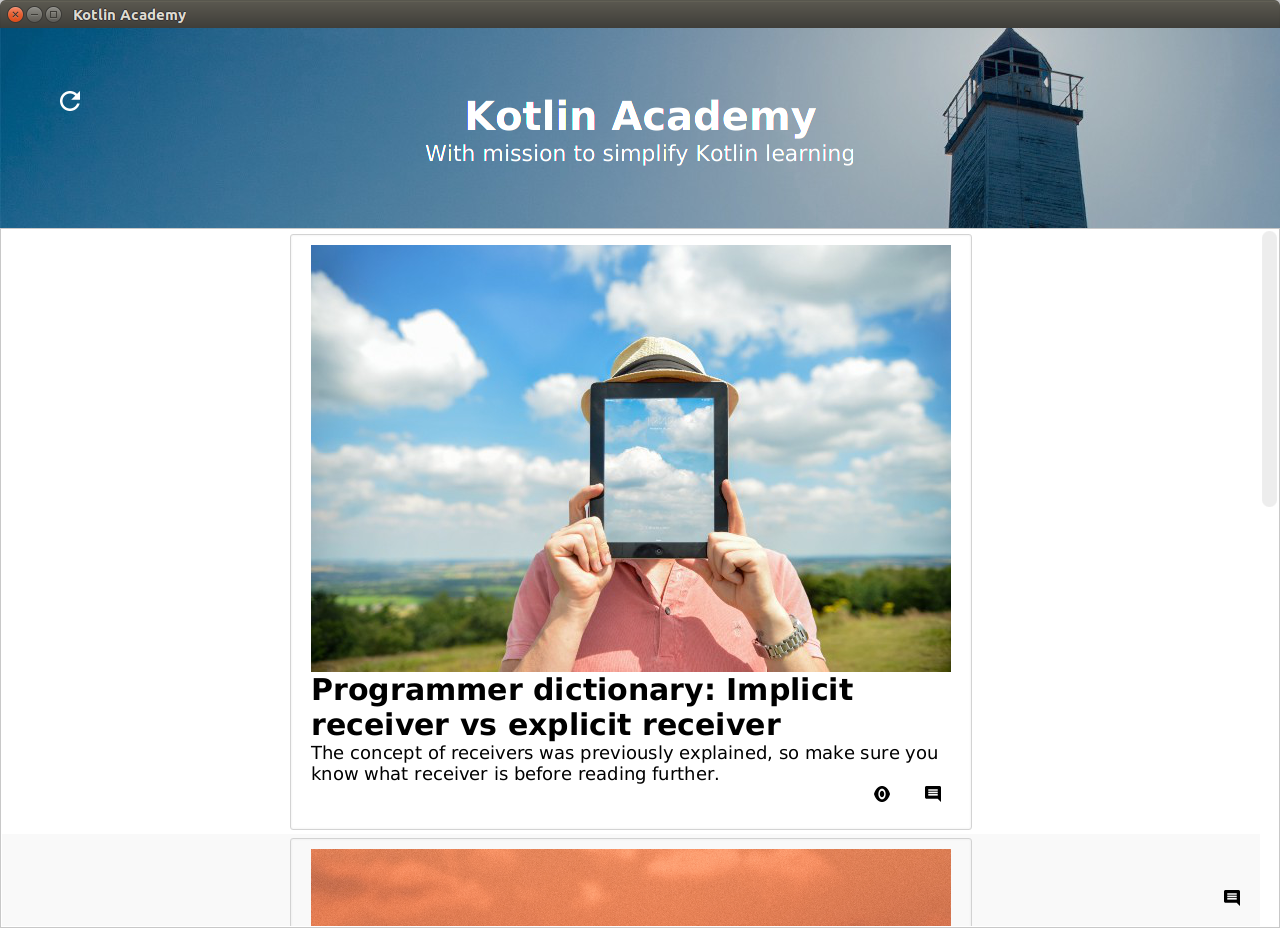 Kotlin Academy
Kotlin Academy
With mission to simplify Kotlin learning
Programmer dictionary: Implicit
receiver vs explicit receiver
The concept of receivers was previously explained, so make sure you
know what receiver is before reading further.